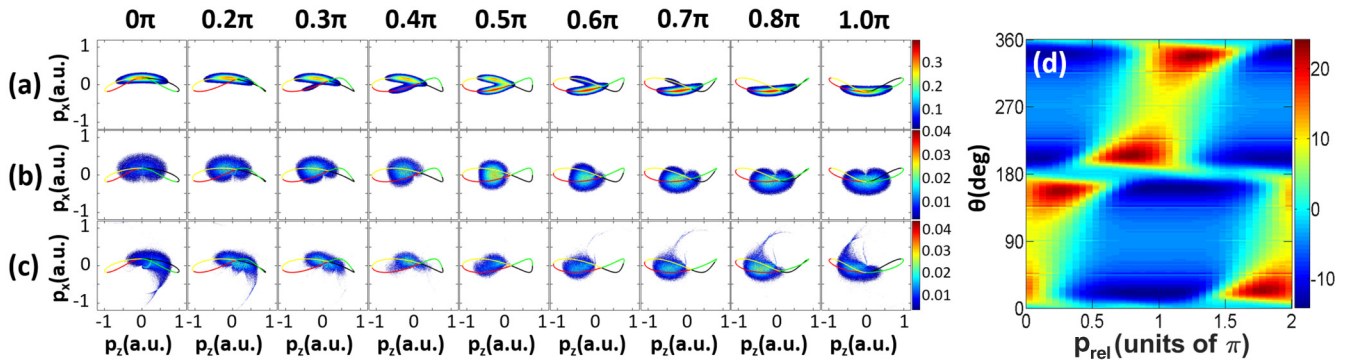 0π 0.2π 0.3π 0.4π 0.5π 0.6π 0.7π 0.8π 1.0π
(a) px(a.u.) 1 0 -1 0.3 0.2 0.1
(b) px(a.u.) 1 0 -1 0.04 0.03 0.02 0.01
(c) px(a.u.) 1 0 -1 0.04 0.03 0.02 0.01
-1 0 1 -1 0 1 -1 0 1 -1 0 1 -1 0 1 -1 0 1 -1 0 1 -1 0 1 -1 0 1
pz(a.u.) pz(a.u.) pz(a.u.) pz(a.u.) pz(a.u.) pz(a.u.) pz(a.u.) pz(a.u.) pz(a.u.)
(d)
θ(deg)
360
270
180
90
0
0 0.5 1 1.5 2
prel (units of π)
20
10
0
-10